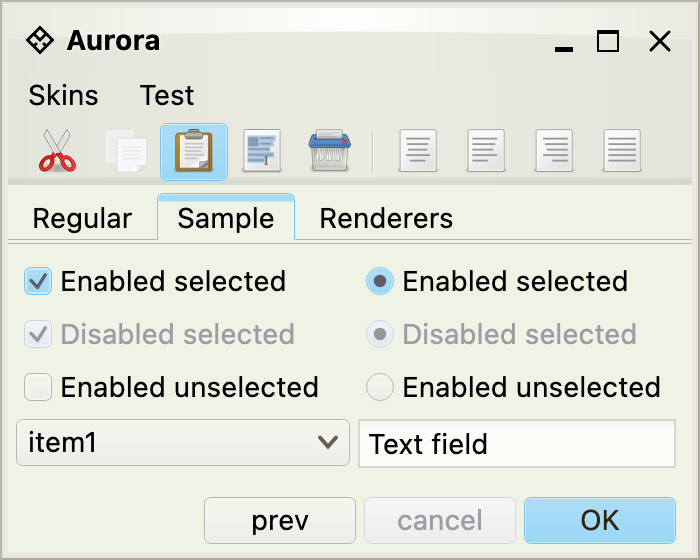 Aurora
Skins Test
Regular Sample Renderers
Enabled selected Enabled selected
Disabled selected Disabled selected
Enabled unselected Enabled unselected
item1 Text field
prev cancel OK